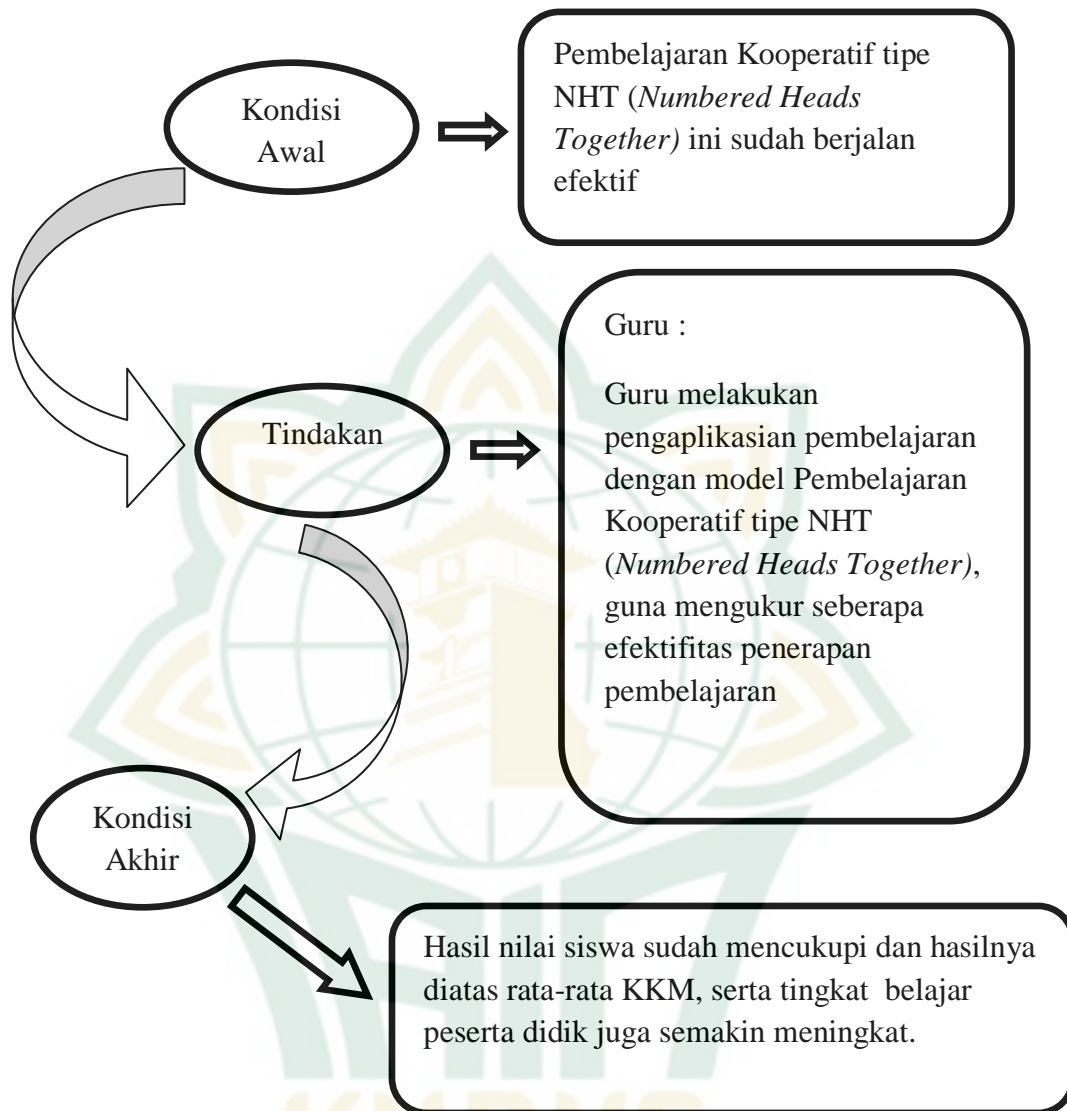 Kondisi
Awal
Pembelajaran Kooperatif tipe
NHT (Numbered Heads
Together) ini sudah berjalan
efektif
Tindakan
Guru :
Guru melakukan
pengaplikasian pembelajaran
dengan model Pembelajaran
Kooperatif tipe NHT
(Numbered Heads Together),
guna mengukur seberapa
efektifitas penerapan
pembelajaran
Kondisi
Akhir
Hasil nilai siswa sudah mencukupi dan hasilnya
diatas rata-rata KKM, serta tingkat belajar
peserta didik juga semakin meningkat.